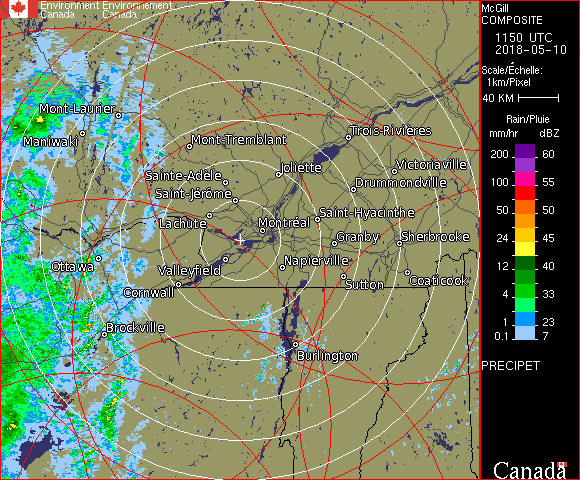 Environment Environnement
Canada Canada
McGill
COMPOSITE
1150 UTC
2018-05-10
Scale/Échelle:
1km/Pixel
40 KM
Rain/Pluie
mm/hr dBZ
200 60
150 57
100 55
50 50
24 45
12 40
4 33
1 23
0.1 7
PRECIPET
Canada
Mont-Laurier
Maniwaki
Mont-Tremblant
Trois-Rivières
Joliette
Victoriaville
Sainte-Adèle
Drummondville
Saint-Jérôme
Saint-Hyacinthe
Lachute
Montréal
Granby
Sherbrooke
Ottawa
Valleyfield
Napierville
Sutton
Coaticook
Cornwall
Brockville
Burlington